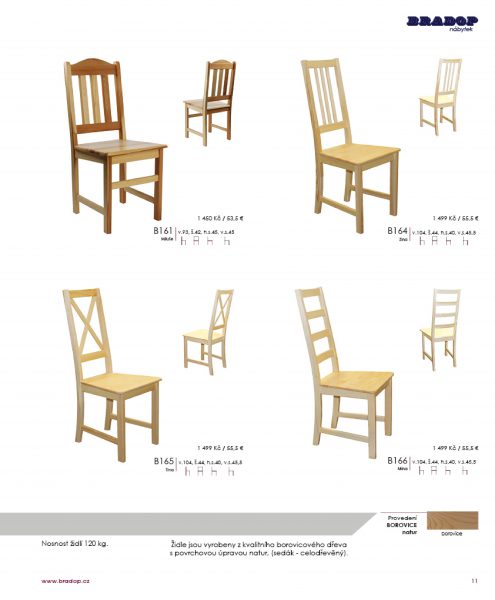 BRADOP
nábytek
1 450 Kč / 53,5 €
B161
v.93, š.42, h.45, v.s.45
1 499 Kč / 55,5 €
B164
v.104, š.44, h.s.40, v.s.45,5
Jina
1 499 Kč / 55,5 €
B165
v.104, š.44, h.s.40, v.s.45,5
Tina
1 499 Kč / 55,5 €
B166
v.104, š.44, h.s.40, v.s.45,5
Provedení
BOROVICE
natur
borovice
Nosnost židlí 120 kg.
Židle jsou vyrobeny z kvalitního borovicového dřeva
s povrchovou úpravou natur, (sedák - celodřevěný).
www.bradop.cz
11